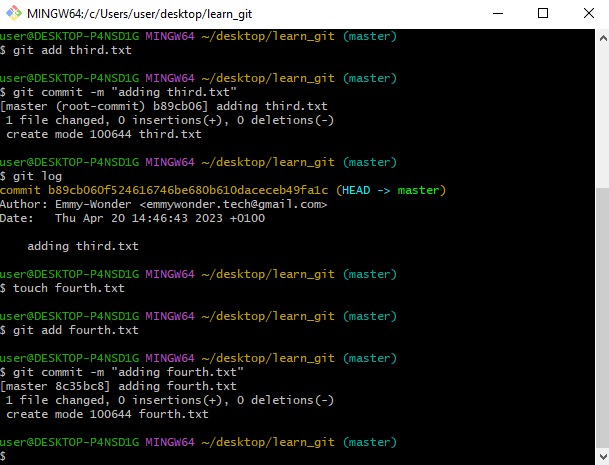 MINGW64:/c/Users/user/desktop/learn_git
user@DESKTOP-P4NSD1G MINGW64 ~/desktop/learn_git (master)
$ git add third.txt
user@DESKTOP-P4NSD1G MINGW64 ~/desktop/learn_git (master)
$ git commit -m "adding third.txt"
[master (root-commit) b89cb06] adding third.txt
 1 file changed, 0 insertions(+), 0 deletions(-)
 create mode 100644 third.txt
user@DESKTOP-P4NSD1G MINGW64 ~/desktop/learn_git (master)
$ git log
commit b89cb060f524616746be680b610daceceb49fa1c (HEAD -> master)
Author: Emmy-Wonder <emmywonder.tech@gmail.com>
Date:   Thu Apr 20 14:46:43 2023 +0100
    adding third.txt
user@DESKTOP-P4NSD1G MINGW64 ~/desktop/learn_git (master)
$ touch fourth.txt
user@DESKTOP-P4NSD1G MINGW64 ~/desktop/learn_git (master)
$ git add fourth.txt
user@DESKTOP-P4NSD1G MINGW64 ~/desktop/learn_git (master)
$ git commit -m "adding fourth.txt"
[master 8c35bc8] adding fourth.txt
 1 file changed, 0 insertions(+), 0 deletions(-)
 create mode 100644 fourth.txt
user@DESKTOP-P4NSD1G MINGW64 ~/desktop/learn_git (master)
$